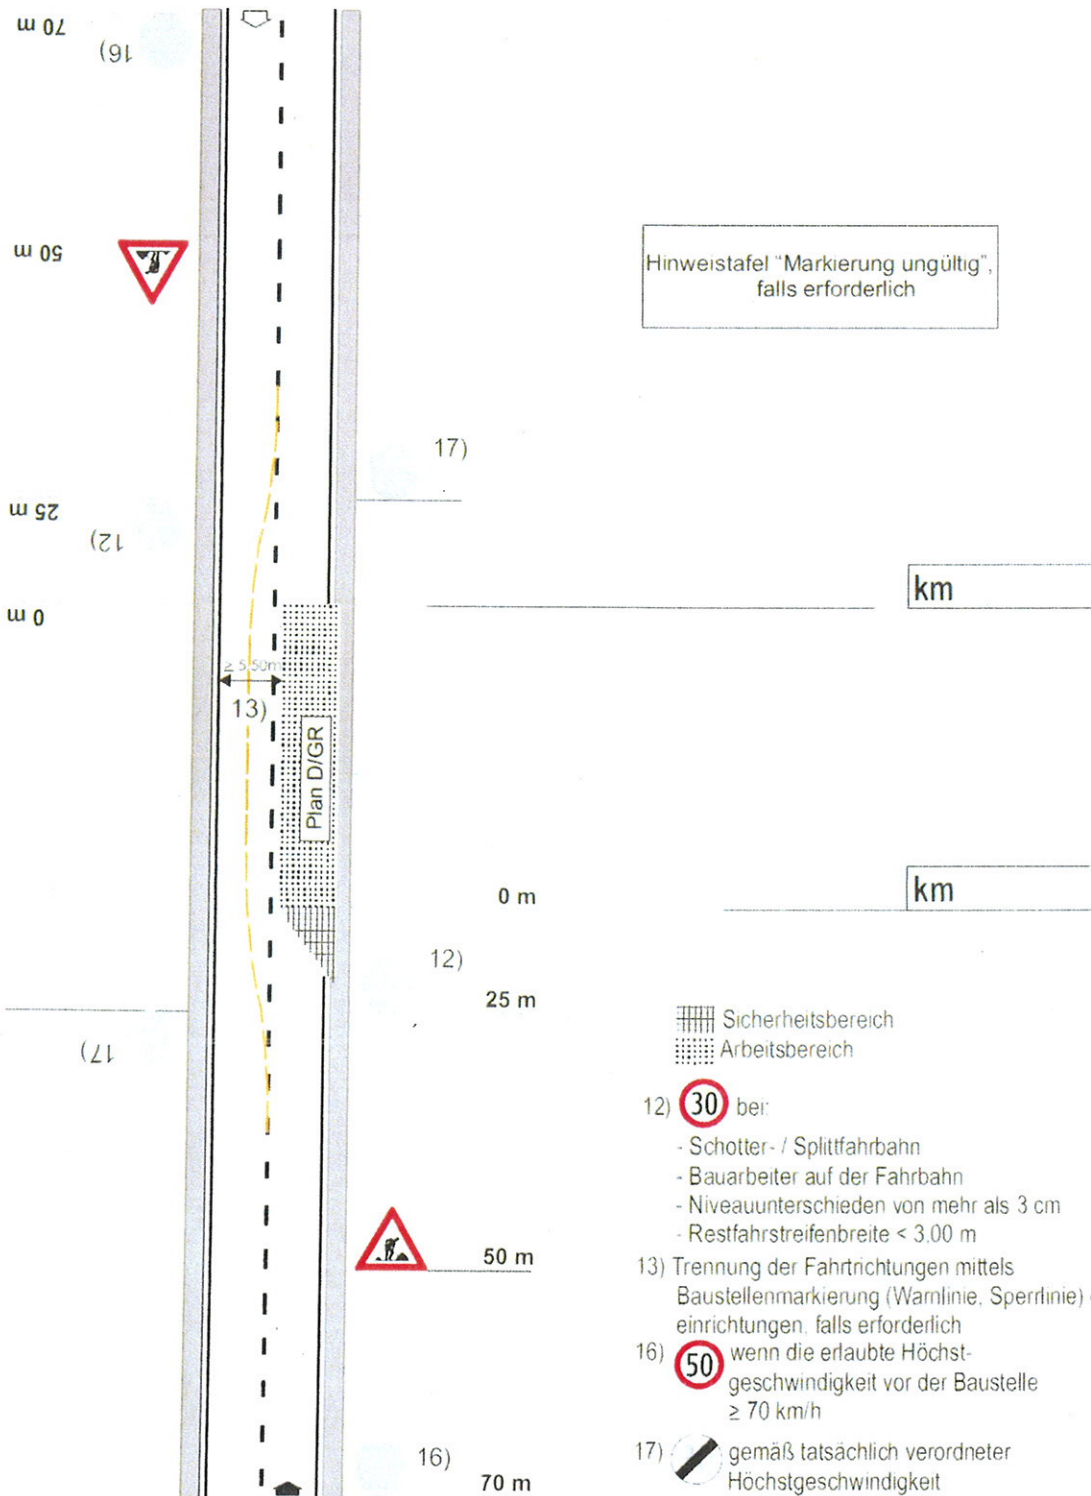 70 m
16)
50 m
Hinweistafel "Markierung ungültig",
falls erforderlich
17)
25 m
12)
km
0 m
≥ 5,50m
13)
Plan D/GR
0 m
km
12)
25 m
17)
Sicherheitsbereich
Arbeitsbereich
12) 30 bei:
- Schotter- / Splittfahrbahn
- Bauarbeiter auf der Fahrbahn
- Niveauunterschieden von mehr als 3 cm
- Restfahrstreifenbreite < 3,00 m
50 m
13) Trennung der Fahrtrichtungen mittels
Baustellenmarkierung (Warnlinie, Sperrlinie)
einrichtungen, falls erforderlich
16) 50 wenn die erlaubte Höchst-
geschwindigkeit vor der Baustelle
≥ 70 km/h
16)
70 m
17) gemäß tatsächlich verordneter
Höchstgeschwindigkeit